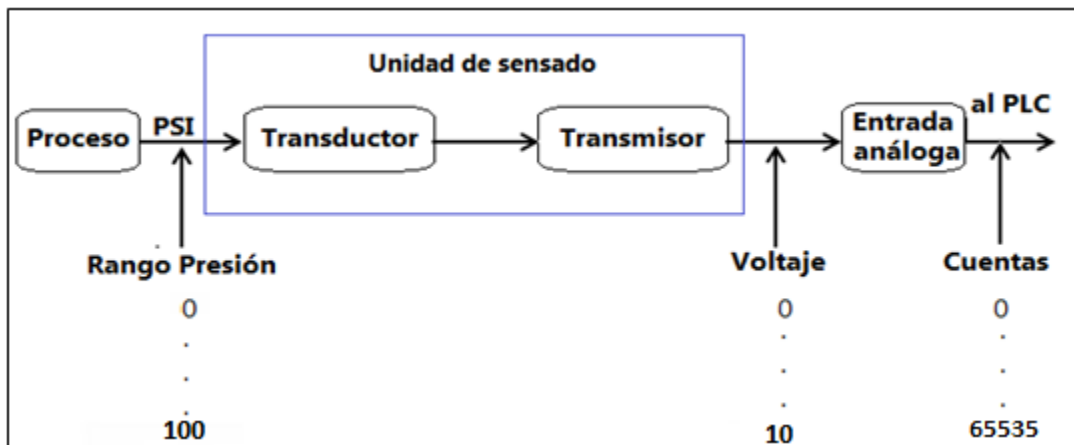 Unidad de sensado
Proceso
PSI
Transductor
Transmisor
Entrada
análoga
al PLC
Rango Presión
Voltaje
Cuentas
0
0
0
.
.
.
.
.
.
.
.
.
100
10
65535